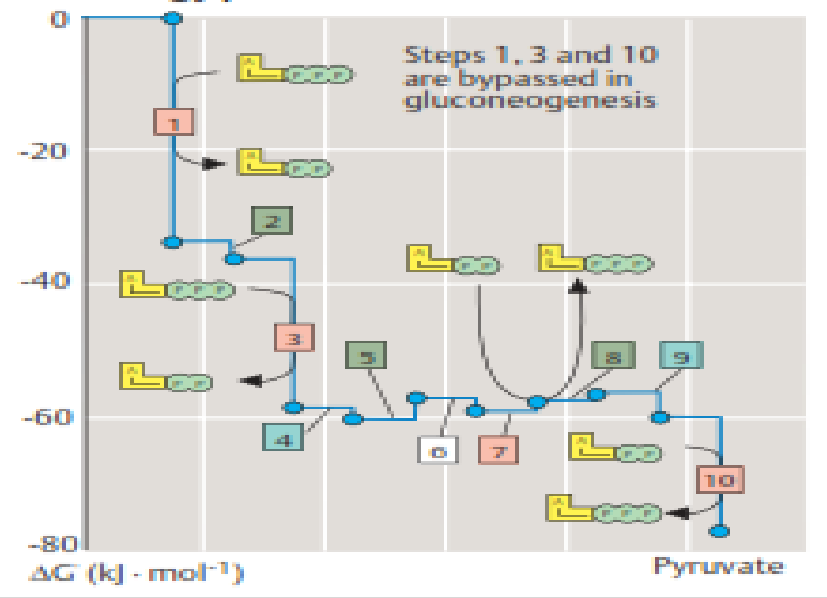 0
Steps 1, 3 and 10
are bypassed in
gluconeogenesis
A P P P
1
-20
A P P
2
-40
A P P P
A P P
A P P P
3
5
8
9
A P P
-60
4
6
7
A P P
10
A P P P
-80
ΔG (kJ · mol⁻¹)
Pyruvate